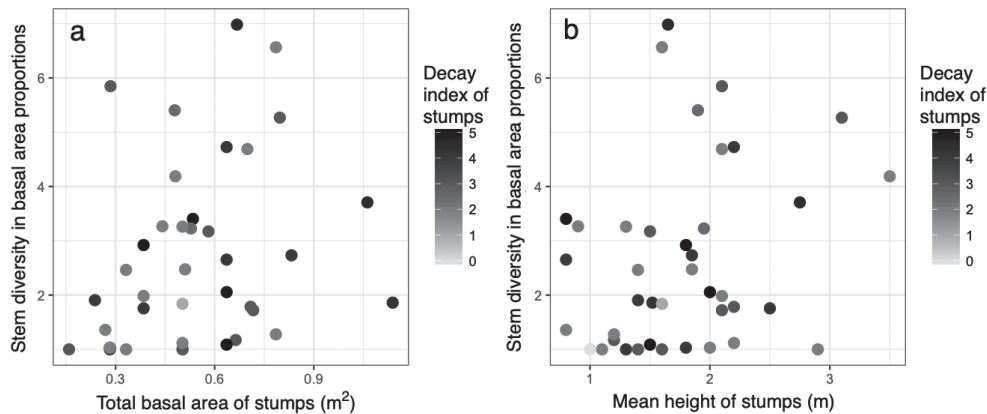 a
Stem diversity in basal area proportions
6
4
2
0.3 0.6 0.9
Total basal area of stumps (m²)
Decay
index of
stumps
5
4
3
2
1
0
b
Stem diversity in basal area proportions
6
4
2
1 2 3
Mean height of stumps (m)
Decay
index of
stumps
5
4
3
2
1
0